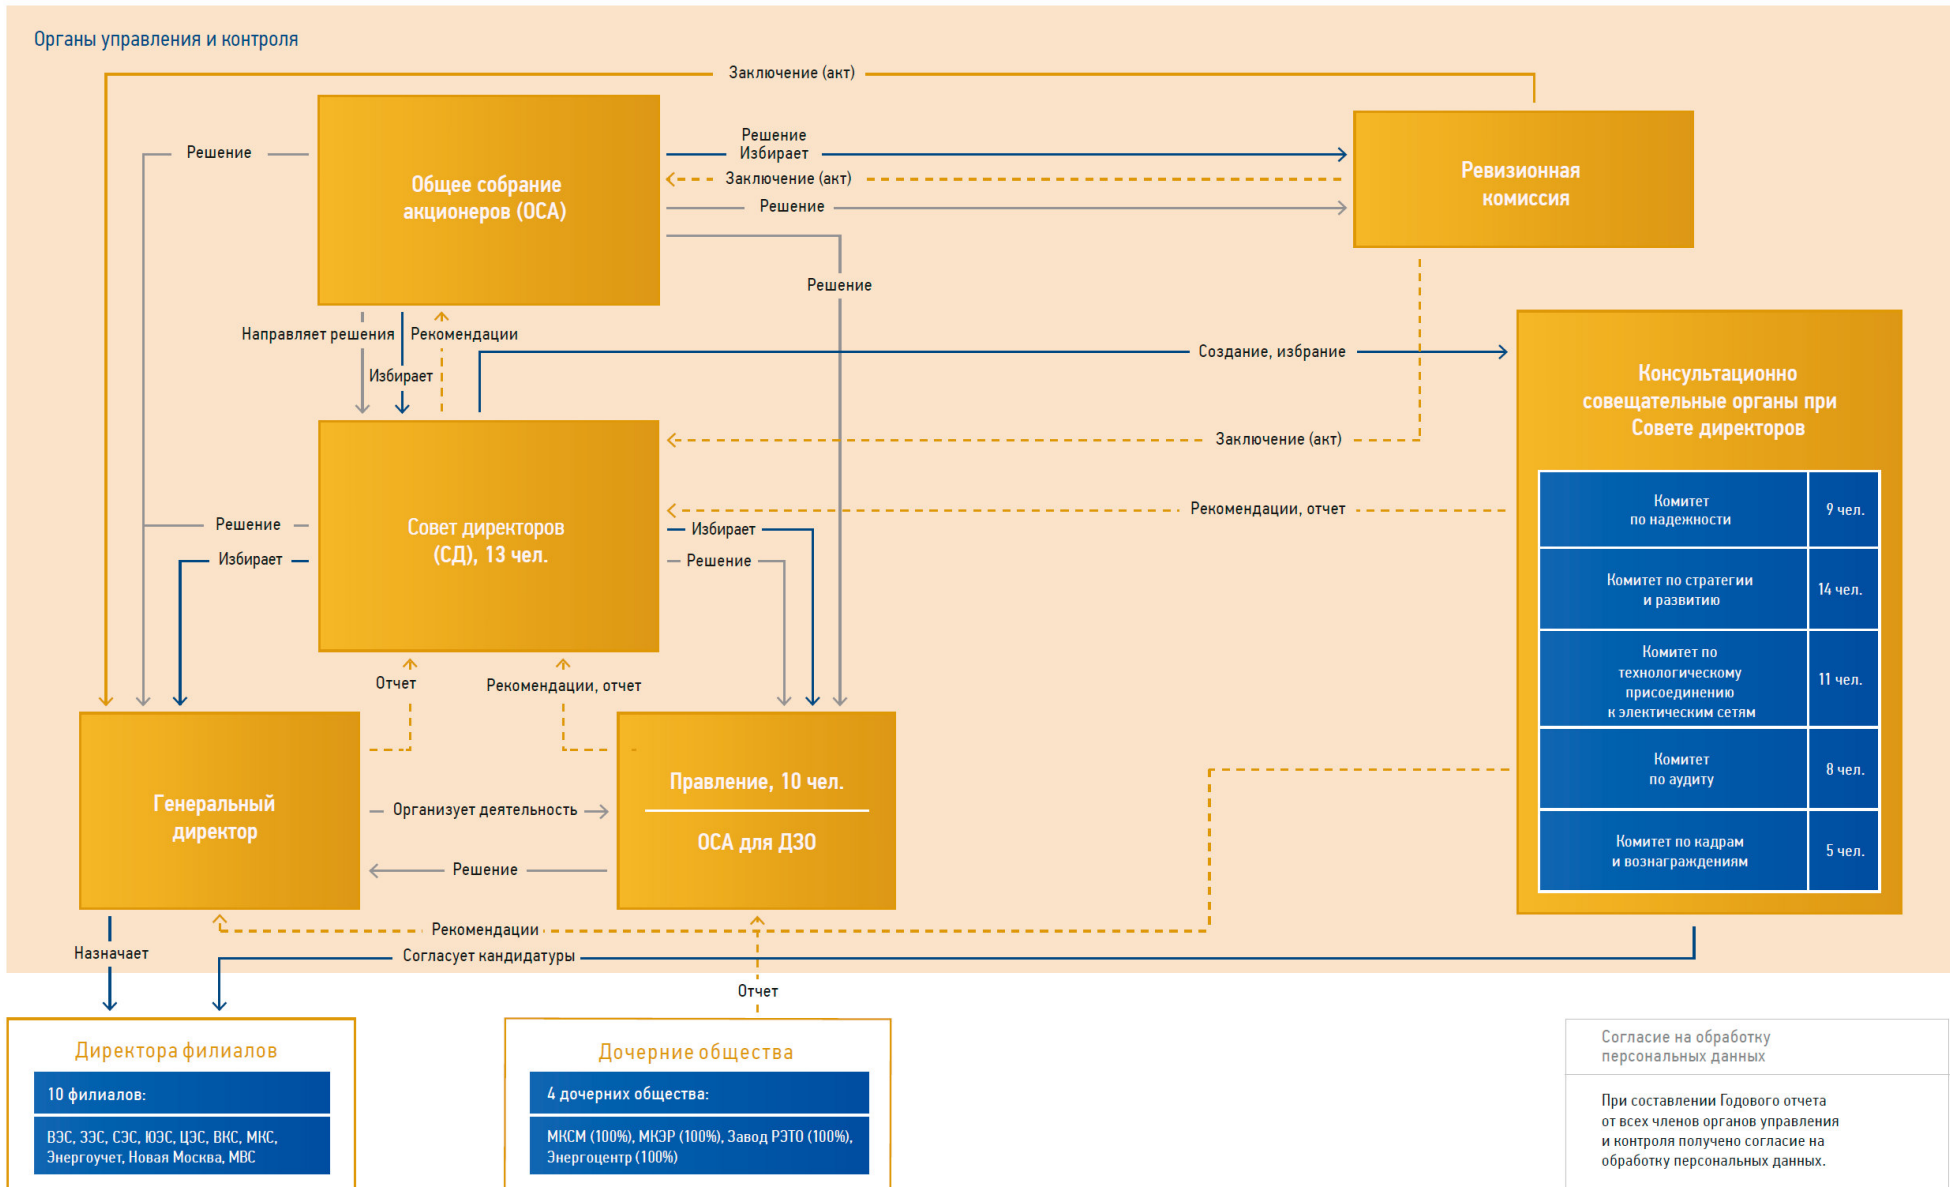 Органы управления и контроля
Заключение (акт)
Решение
Общее собрание
акционеров (ОСА)
Решение
Избирает
Заключение (акт)
Решение
Ревизионная
комиссия
Решение
Направляет решения
Избирает
Рекомендации
Создание, избрание
Заключение (акт)
Рекомендации, отчет
Решение
Избирает
Совет директоров
(СД), 13 чел.
Избирает
Решение
Консультационно
совещательные органы при
Совете директоров
Комитет
по надежности
9 чел.
Комитет по стратегии
и развитию
14 чел.
Комитет по
технологическому
присоединению
к электическим сетям
11 чел.
Комитет
по аудиту
8 чел.
Комитет по кадрам
и вознаграждениям
5 чел.
Отчет
Рекомендации, отчет
Генеральный
директор
Организует деятельность
Решение
Правление, 10 чел.
ОСА для ДЗО
Рекомендации
Назначает
Согласует кандидатуры
Отчет
Директора филиалов
10 филиалов:
ВЭС, ЗЭС, СЭС, ЮЭС, ЦЭС, ВКС, МКС,
Энергоучет, Новая Москва, МВС
Дочерние общества
4 дочерних общества:
МКСМ (100%), МКЭР (100%), Завод РЭТО (100%),
Энергоцентр (100%)
Согласие на обработку
персональных данных
При составлении Годового отчета
от всех членов органов управления
и контроля получено согласие на
обработку персональных данных.